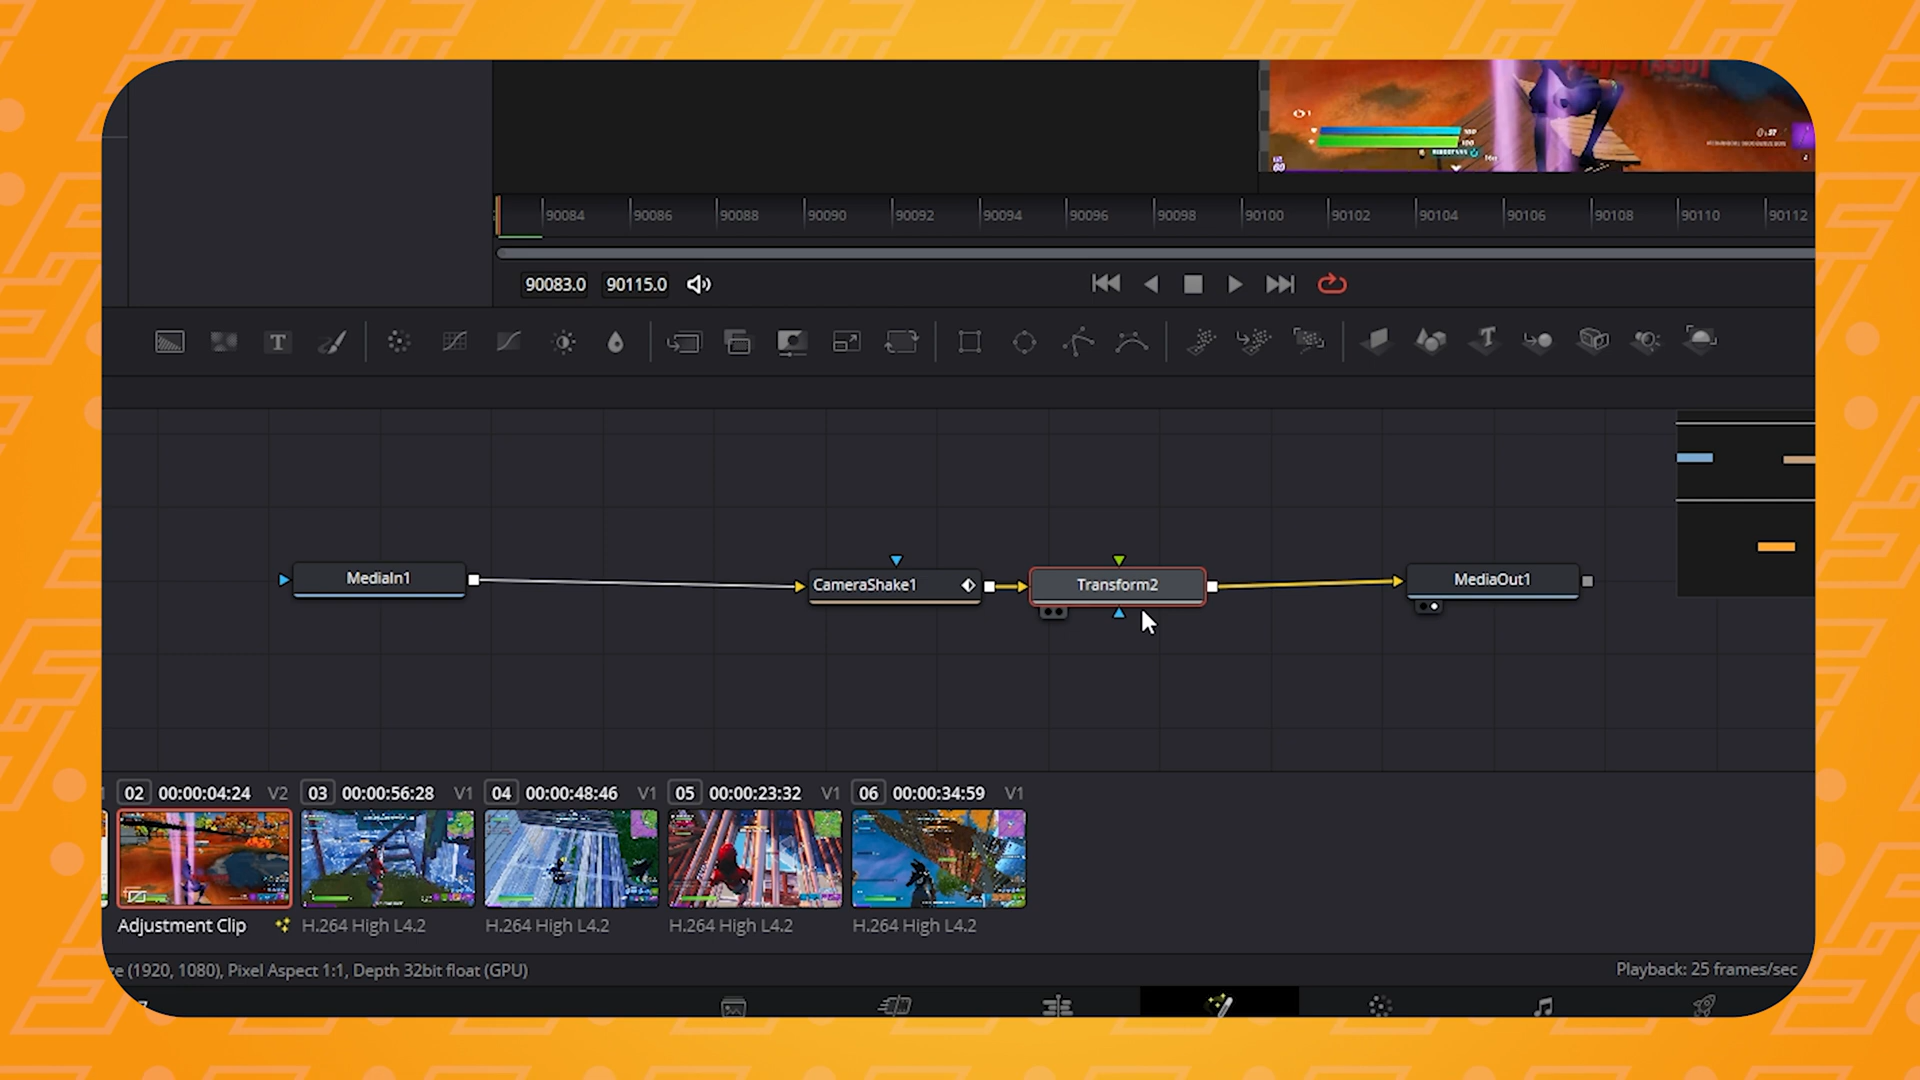 90084 90086 90088 90090 90092 90094 90096 90098 90100 90102 90104 90106 90108 90110 90112
90083.0 90115.0
T
MediaIn1 CameraShake1 Transform2 MediaOut1
02 00:00:04:24 V2 03 00:00:56:28 V1 04 00:00:48:46 V1 05 00:00:23:32 V1 06 00:00:34:59 V1
Adjustment Clip H.264 High L4.2 H.264 High L4.2 H.264 High L4.2 H.264 High L4.2
(1920, 1080), Pixel Aspect 1:1, Depth 32bit float (GPU) Playback: 25 frames/sec